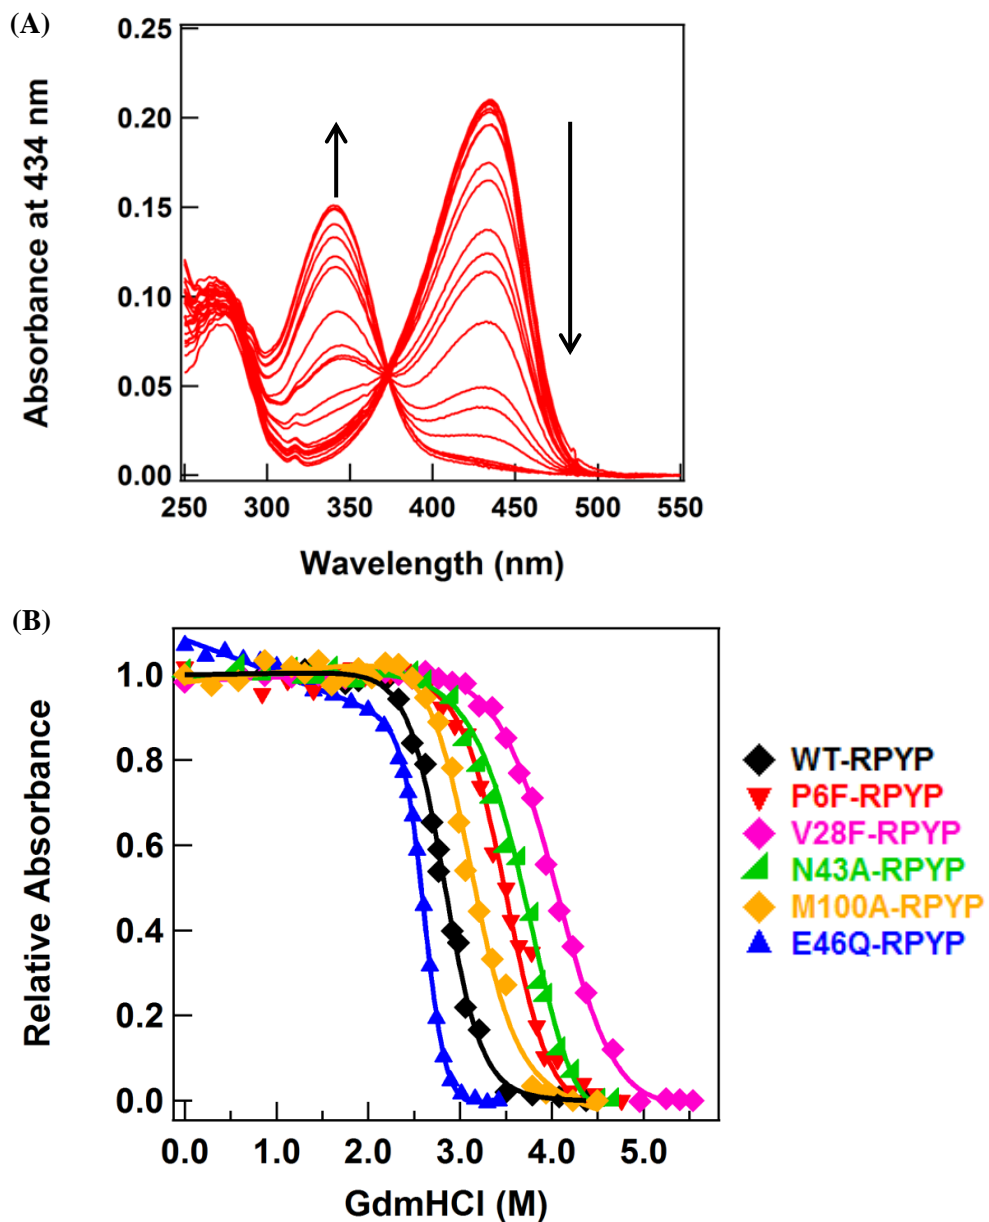 (A)
Absorbance at 434 nm
0.25
0.20
0.15
0.10
0.05
0.00
250 300 350 400 450 500 550
Wavelength (nm)
(B)
Relative Absorbance
1.0
0.8
0.6
0.4
0.2
0.0
0.0 1.0 2.0 3.0 4.0 5.0
GdmHCl (M)
WT-RPYP
P6F-RPYP
V28F-RPYP
N43A-RPYP
M100A-RPYP
E46Q-RPYP